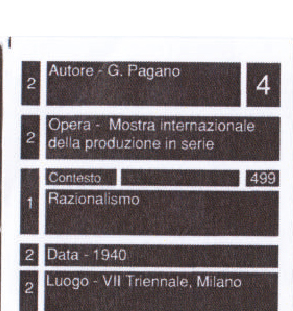 2 Autore - G. Pagano 4
2 Opera - Mostra internazionale
della produzione in serie
Contesto 499
1 Razionalismo
2 Data - 1940
2 Luogo - VII Triennale, Milano